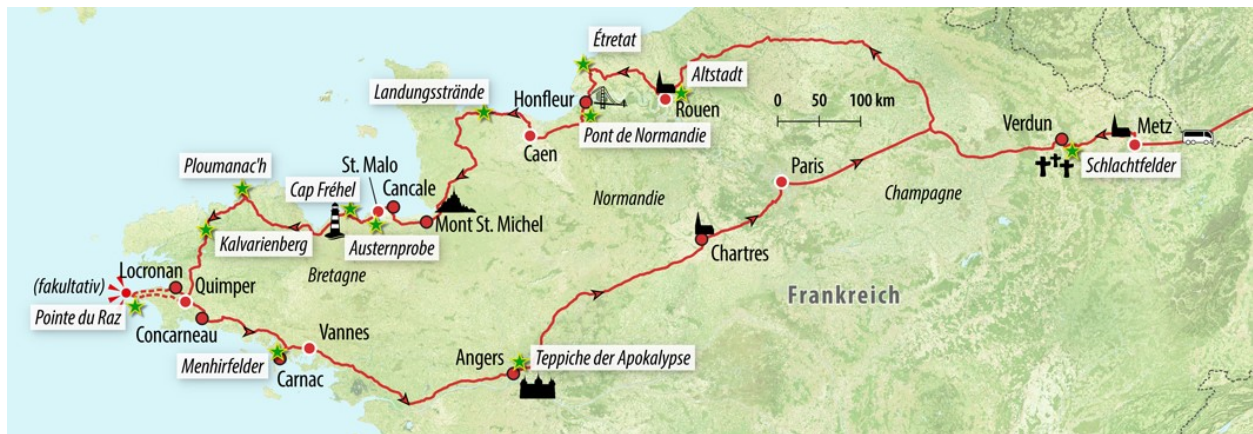 Étretat
Landungsstrände
Altstadt
Honfleur
Rouen
0 50 100 km
Pont de Normandie
Caen
Verdun
Metz
Schlachtfelder
Ploumanac'h
St. Malo
Cap Fréhel
Cancale
Paris
Normandie
Champagne
Mont St. Michel
Kalvarienberg
Austernprobe
Chartres
Bretagne
Locronan
(fakultativ)
Quimper
Frankreich
Pointe du Raz
Concarneau
Vannes
Menhirfelder
Angers
Teppiche der Apokalypse
Carnac